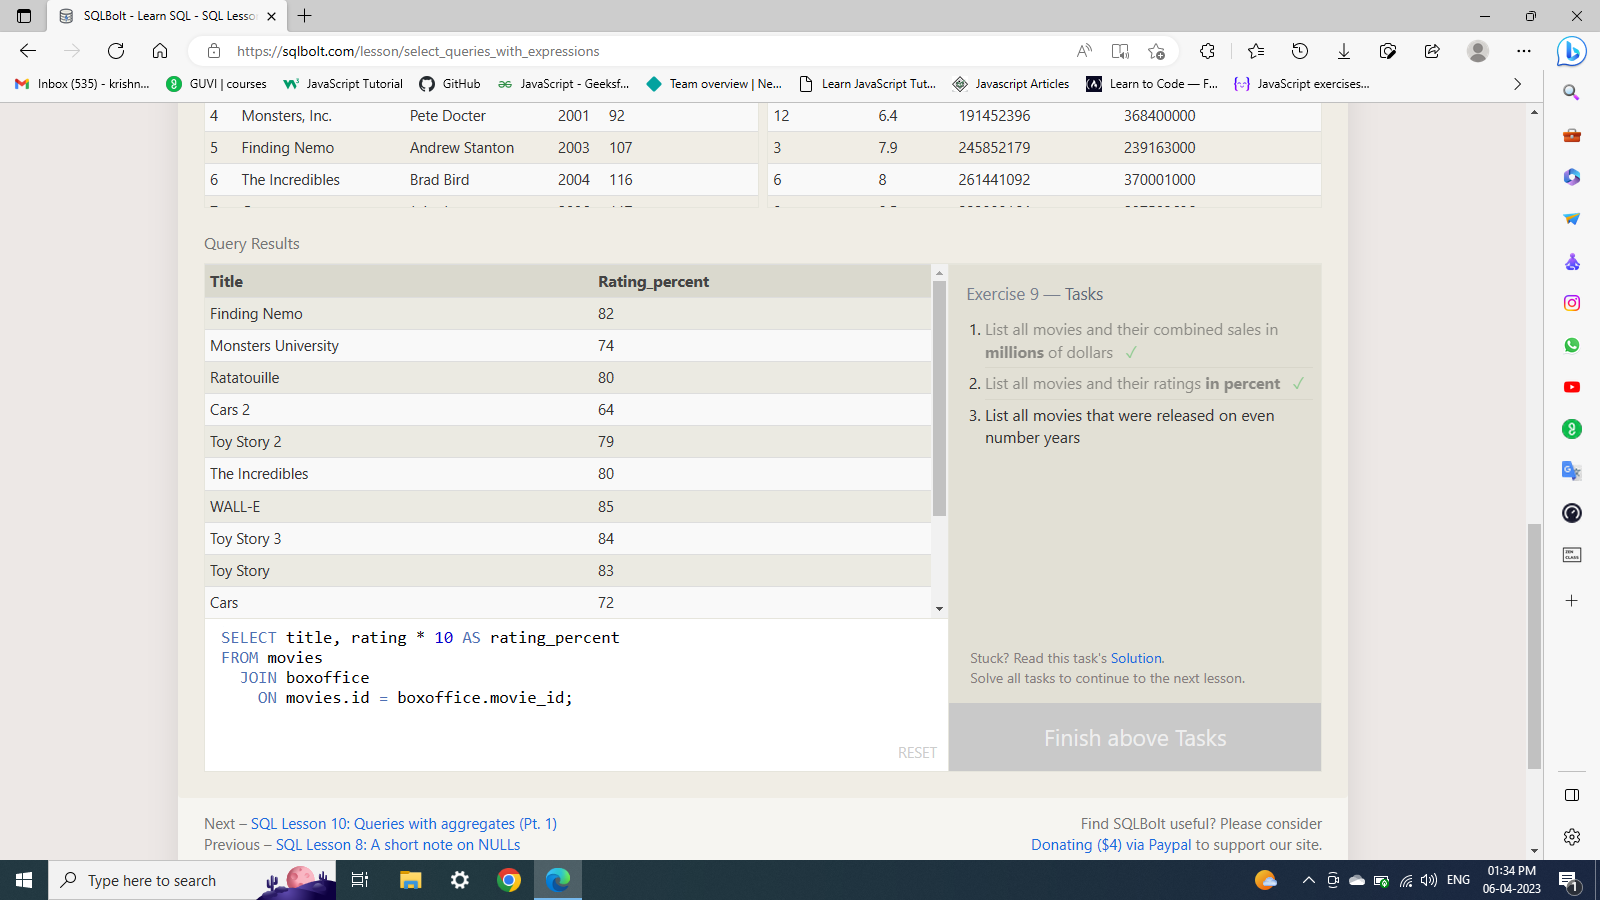 SQLBolt - Learn SQL - SQL Lesso
https://sqlbolt.com/lesson/select_queries_with_expressions
Inbox (535) - krishn... GUVI | courses JavaScript Tutorial GitHub JavaScript - Geeksf... Team overview | Ne... Learn JavaScript Tut... Javascript Articles Learn to Code — F... JavaScript exercises...
4 Monsters, Inc. Pete Docter 2001 92 12 6.4 191452396 368400000
5 Finding Nemo Andrew Stanton 2003 107 3 7.9 245852179 239163000
6 The Incredibles Brad Bird 2004 116 6 8 261441092 370001000
Query Results
Title Rating_percent
Finding Nemo 82
Monsters University 74
Ratatouille 80
Cars 2 64
Toy Story 2 79
The Incredibles 80
WALL-E 85
Toy Story 3 84
Toy Story 83
Cars 72
Exercise 9 — Tasks
1. List all movies and their combined sales in
millions of dollars ✓
2. List all movies and their ratings in percent ✓
3. List all movies that were released on even
number years
SELECT title, rating * 10 AS rating_percent
FROM movies
JOIN boxoffice
ON movies.id = boxoffice.movie_id;
RESET
Stuck? Read this task's Solution.
Solve all tasks to continue to the next lesson.
Finish above Tasks
Next – SQL Lesson 10: Queries with aggregates (Pt. 1)
Previous – SQL Lesson 8: A short note on NULLs
Find SQLBolt useful? Please consider
Donating ($4) via Paypal to support our site.
Type here to search
ENG
01:34 PM
06-04-2023
1